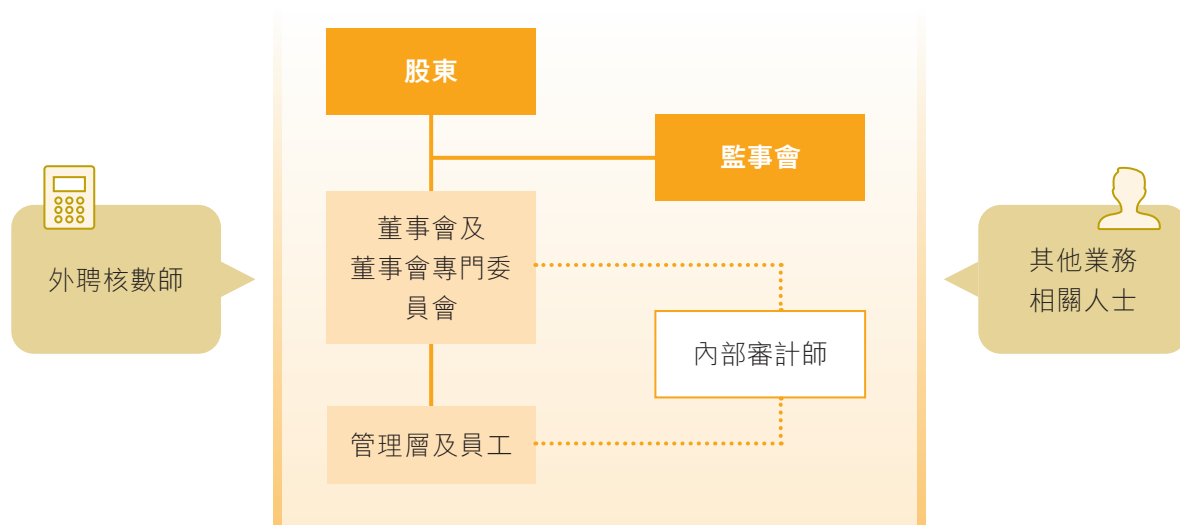 股東
監事會
董事會及
董事會專門委
員會
外聘核數師
其他業務
相關人士
內部審計師
管理層及員工